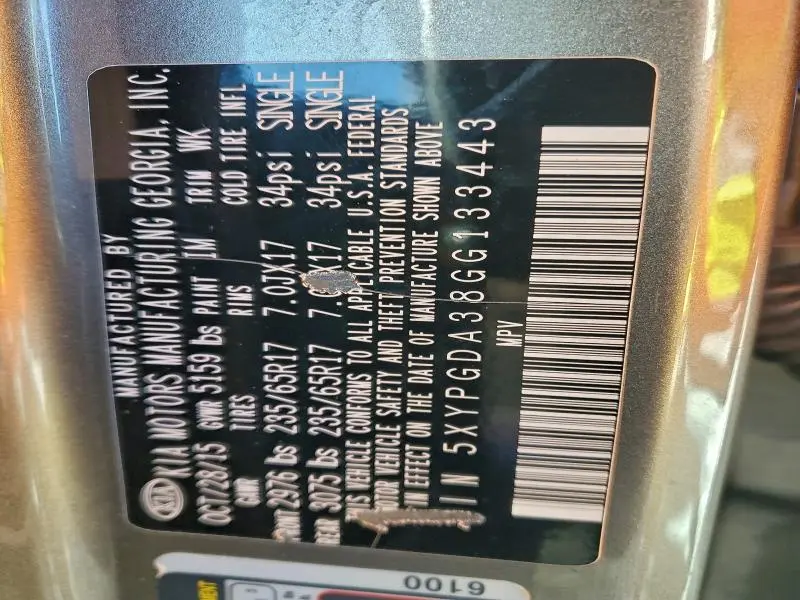 MANUFACTURED BY
KIA KIA MOTORS MANUFACTURING GEORGIA, INC.
OCT/28/15 GVWR 5159 lbs PAINT IM TRIM WK
GAWR TIRES RIMS COLD TIRE INFL
2976 lbs 235/65R17 7.0JX17 34psi SINGLE
REAR 3075 lbs 235/65R17 34psi SINGLE
THIS VEHICLE CONFORMS TO ALL APPLICABLE U.S.A. FEDERAL
MOTOR VEHICLE SAFETY AND THEFT PREVENTION STANDARDS
IN EFFECT ON THE DATE OF MANUFACTURE SHOWN ABOVE
5XYPGDA38GG133443
MPV
6100